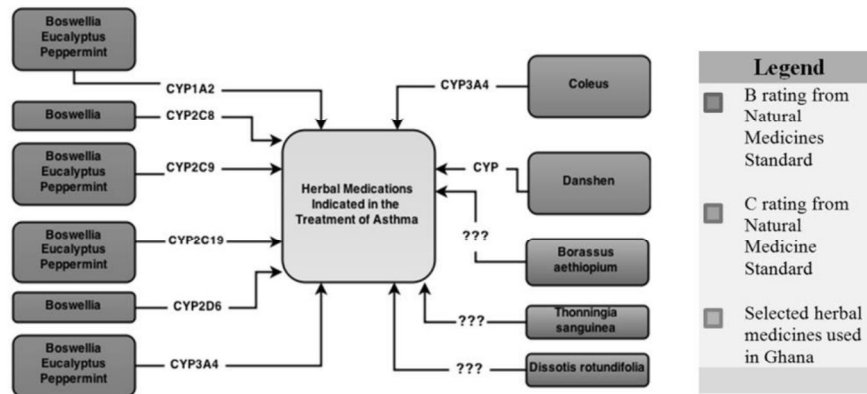 Boswellia
Eucalyptus
Peppermint
CYP1A2
Boswellia
CYP2C8
Boswellia
Eucalyptus
Peppermint
CYP2C9
Boswellia
Eucalyptus
Peppermint
CYP2C19
Boswellia
CYP2D6
Boswellia
Eucalyptus
Peppermint
CYP3A4
Herbal Medications
Indicated in the
Treatment of Asthma
CYP3A4
Coleus
CYP
Danshen
???
Borassus
aethiopium
???
Thonningia
sanguinea
???
Dissotis rotundifolia
Legend
B rating from
Natural
Medicines
Standard
C rating from
Natural
Medicine
Standard
Selected herbal
medicines used
in Ghana